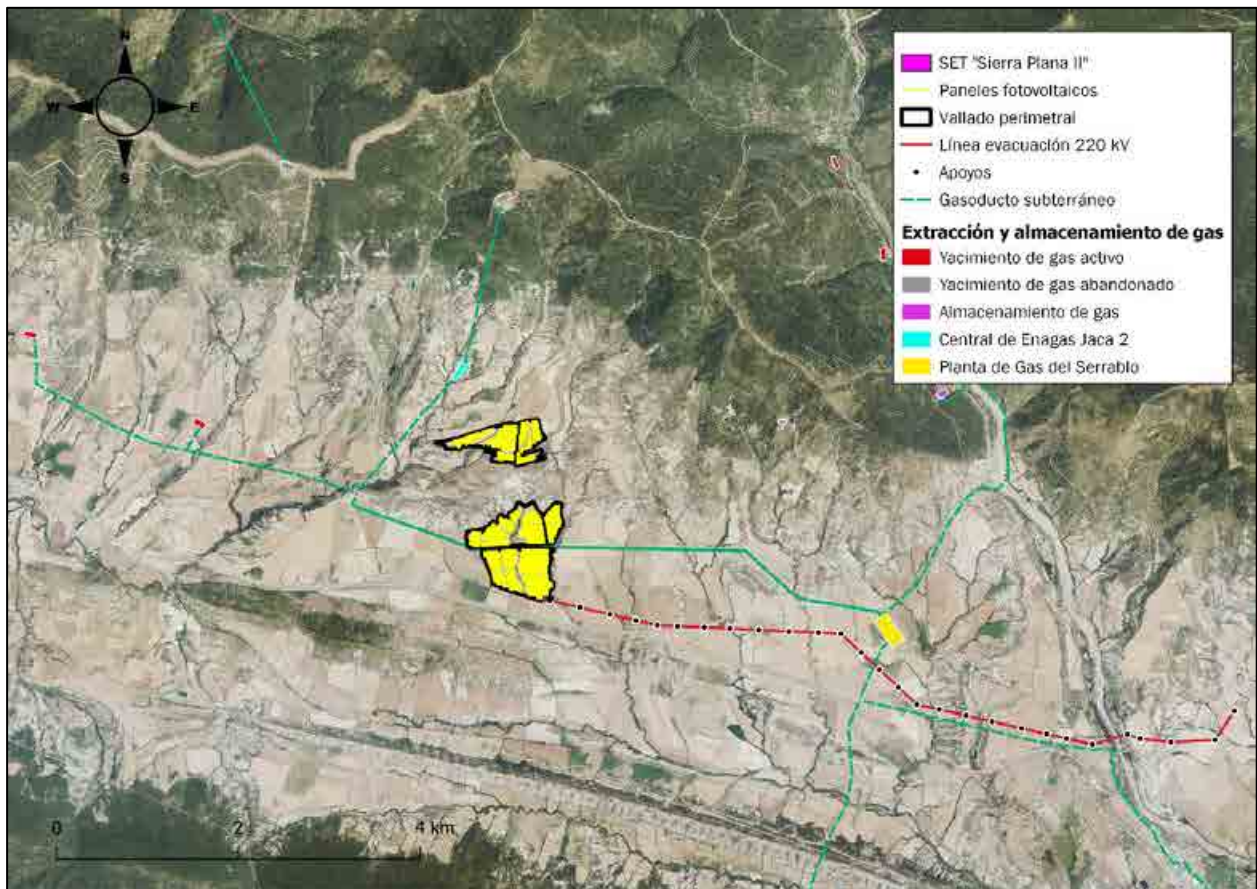 N
W
E
S
SET "Sierra Plana II"
Paneles fotovoltaicos
Vallado perimetral
Línea evacuación 220 kV
Apoyos
Gasoducto subterráneo
Extracción y almacenamiento de gas
Yacimiento de gas activo
Yacimiento de gas abandonado
Almacenamiento de gas
Central de Enagas Jaca 2
Planta de Gas del Serrablo
0 2 4 km